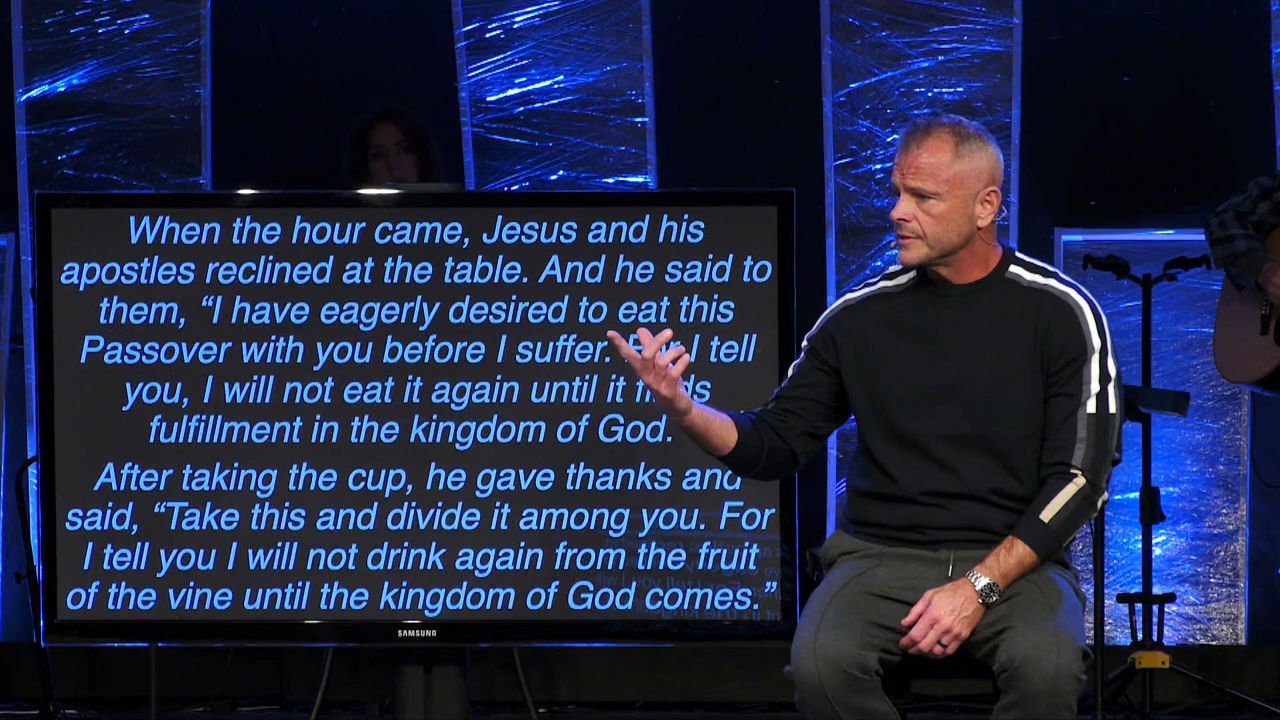 When the hour came, Jesus and his
apostles reclined at the table. And he said to
them, “I have eagerly desired to eat this
Passover with you before I suffer. For I tell
you, I will not eat it again until it finds
fulfillment in the kingdom of God.
After taking the cup, he gave thanks and
said, “Take this and divide it among you. For
I tell you I will not drink again from the fruit
of the vine until the kingdom of God comes.”
SAMSUNG